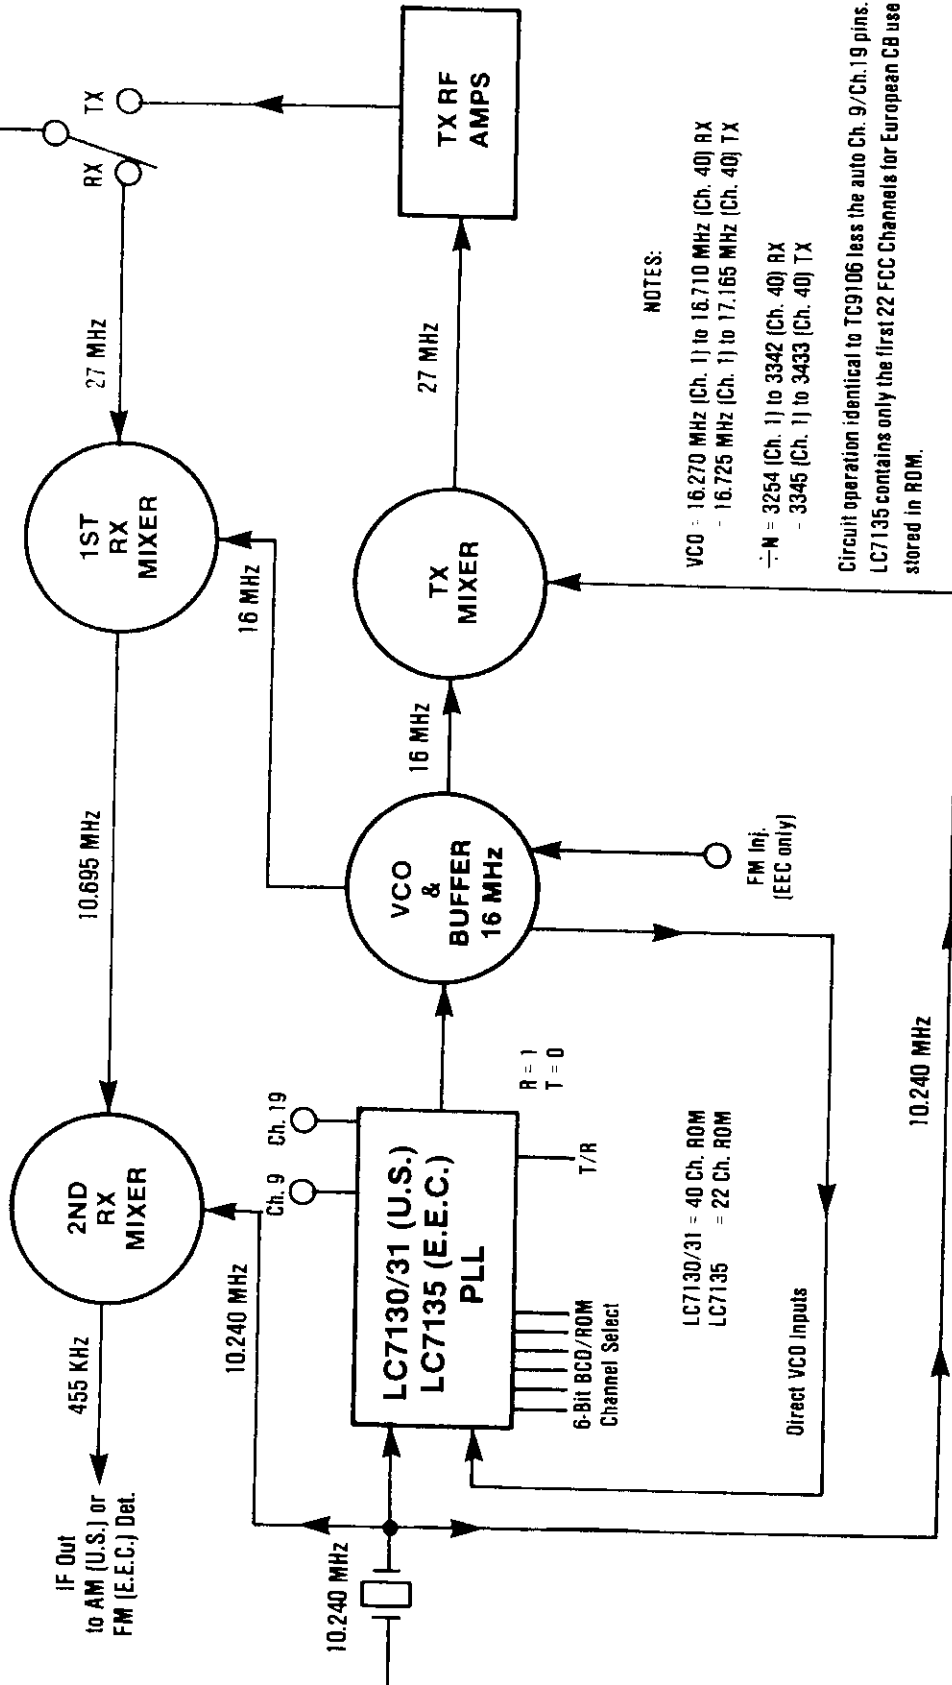 IF Out
to AM (U.S.) or
FM (E.E.C.) Det.
455 KHz
2ND
RX
MIXER
10.695 MHz
1ST
RX
MIXER
27 MHz
RX
TX
10.240 MHz
16 MHz
TX RF
AMPS
10.240 MHz
Ch. 9
Ch. 19
LC7130/31 (U.S.)
LC7135 (E.E.C.)
PLL
VCO
&
BUFFER
16 MHz
16 MHz
TX
MIXER
27 MHz
6-Bit BCD/ROM
Channel Select
T/R
R = 1
T = 0
FM Inj.
(EEC only)
LC7130/31 = 40 Ch. ROM
LC7135 = 22 Ch. ROM
Direct VCO Inputs
10.240 MHz
NOTES:
VCO = 16.270 MHz (Ch. 1) to 16.710 MHz (Ch. 40) RX
- 16.725 MHz (Ch. 1) to 17.165 MHz (Ch. 40) TX
÷N = 3254 (Ch. 1) to 3342 (Ch. 40) RX
- 3345 (Ch. 1) to 3433 (Ch. 40) TX
Circuit operation identical to TC9106 less the auto Ch. 9/Ch.19 pins.
LC7135 contains only the first 22 FCC Channels for European CB use
stored in ROM.